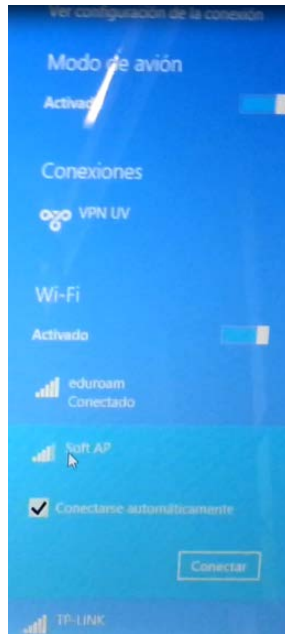 Ver configuración de la conexión
Modo de avión
Activado
Conexiones
VPN UV
Wi-Fi
Activado
eduroam
Conectado
Soft AP
Conectarse automáticamente
Conectar
TP-LINK